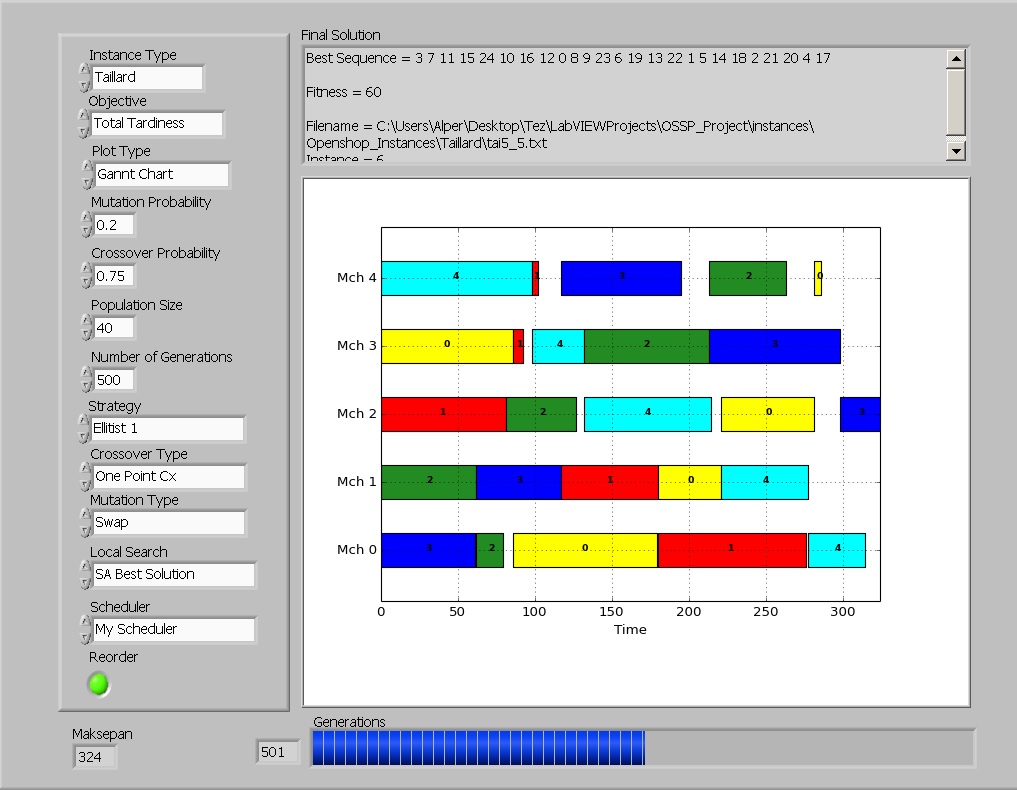 Instance Type
Taillard
Objective
Total Tardiness
Plot Type
Gannt Chart
Mutation Probability
0.2
Crossover Probability
0.75
Population Size
40
Number of Generations
500
Strategy
Ellitist 1
Crossover Type
One Point Cx
Mutation Type
Swap
Local Search
SA Best Solution
Scheduler
My Scheduler
Reorder
Maksepan
324
Final Solution
Best Sequence = 3 7 11 15 24 10 16 12 0 8 9 23 6 19 13 22 1 5 14 18 2 21 20 4 17
Fitness = 60
Filename = C:\Users\Alper\Desktop\Tez\LabVIEWProjects\OSSP_Project\instances\
Openshop_Instances\Taillard\tai5_5.txt
Instance = 6
Mch 4 4 1 3 2 0
Mch 3 0 1 4 2 3
Mch 2 1 2 4 0 3
Mch 1 2 3 1 0 4
Mch 0 3 2 0 1 4
0 50 100 150 200 250 300
Time
Generations
501